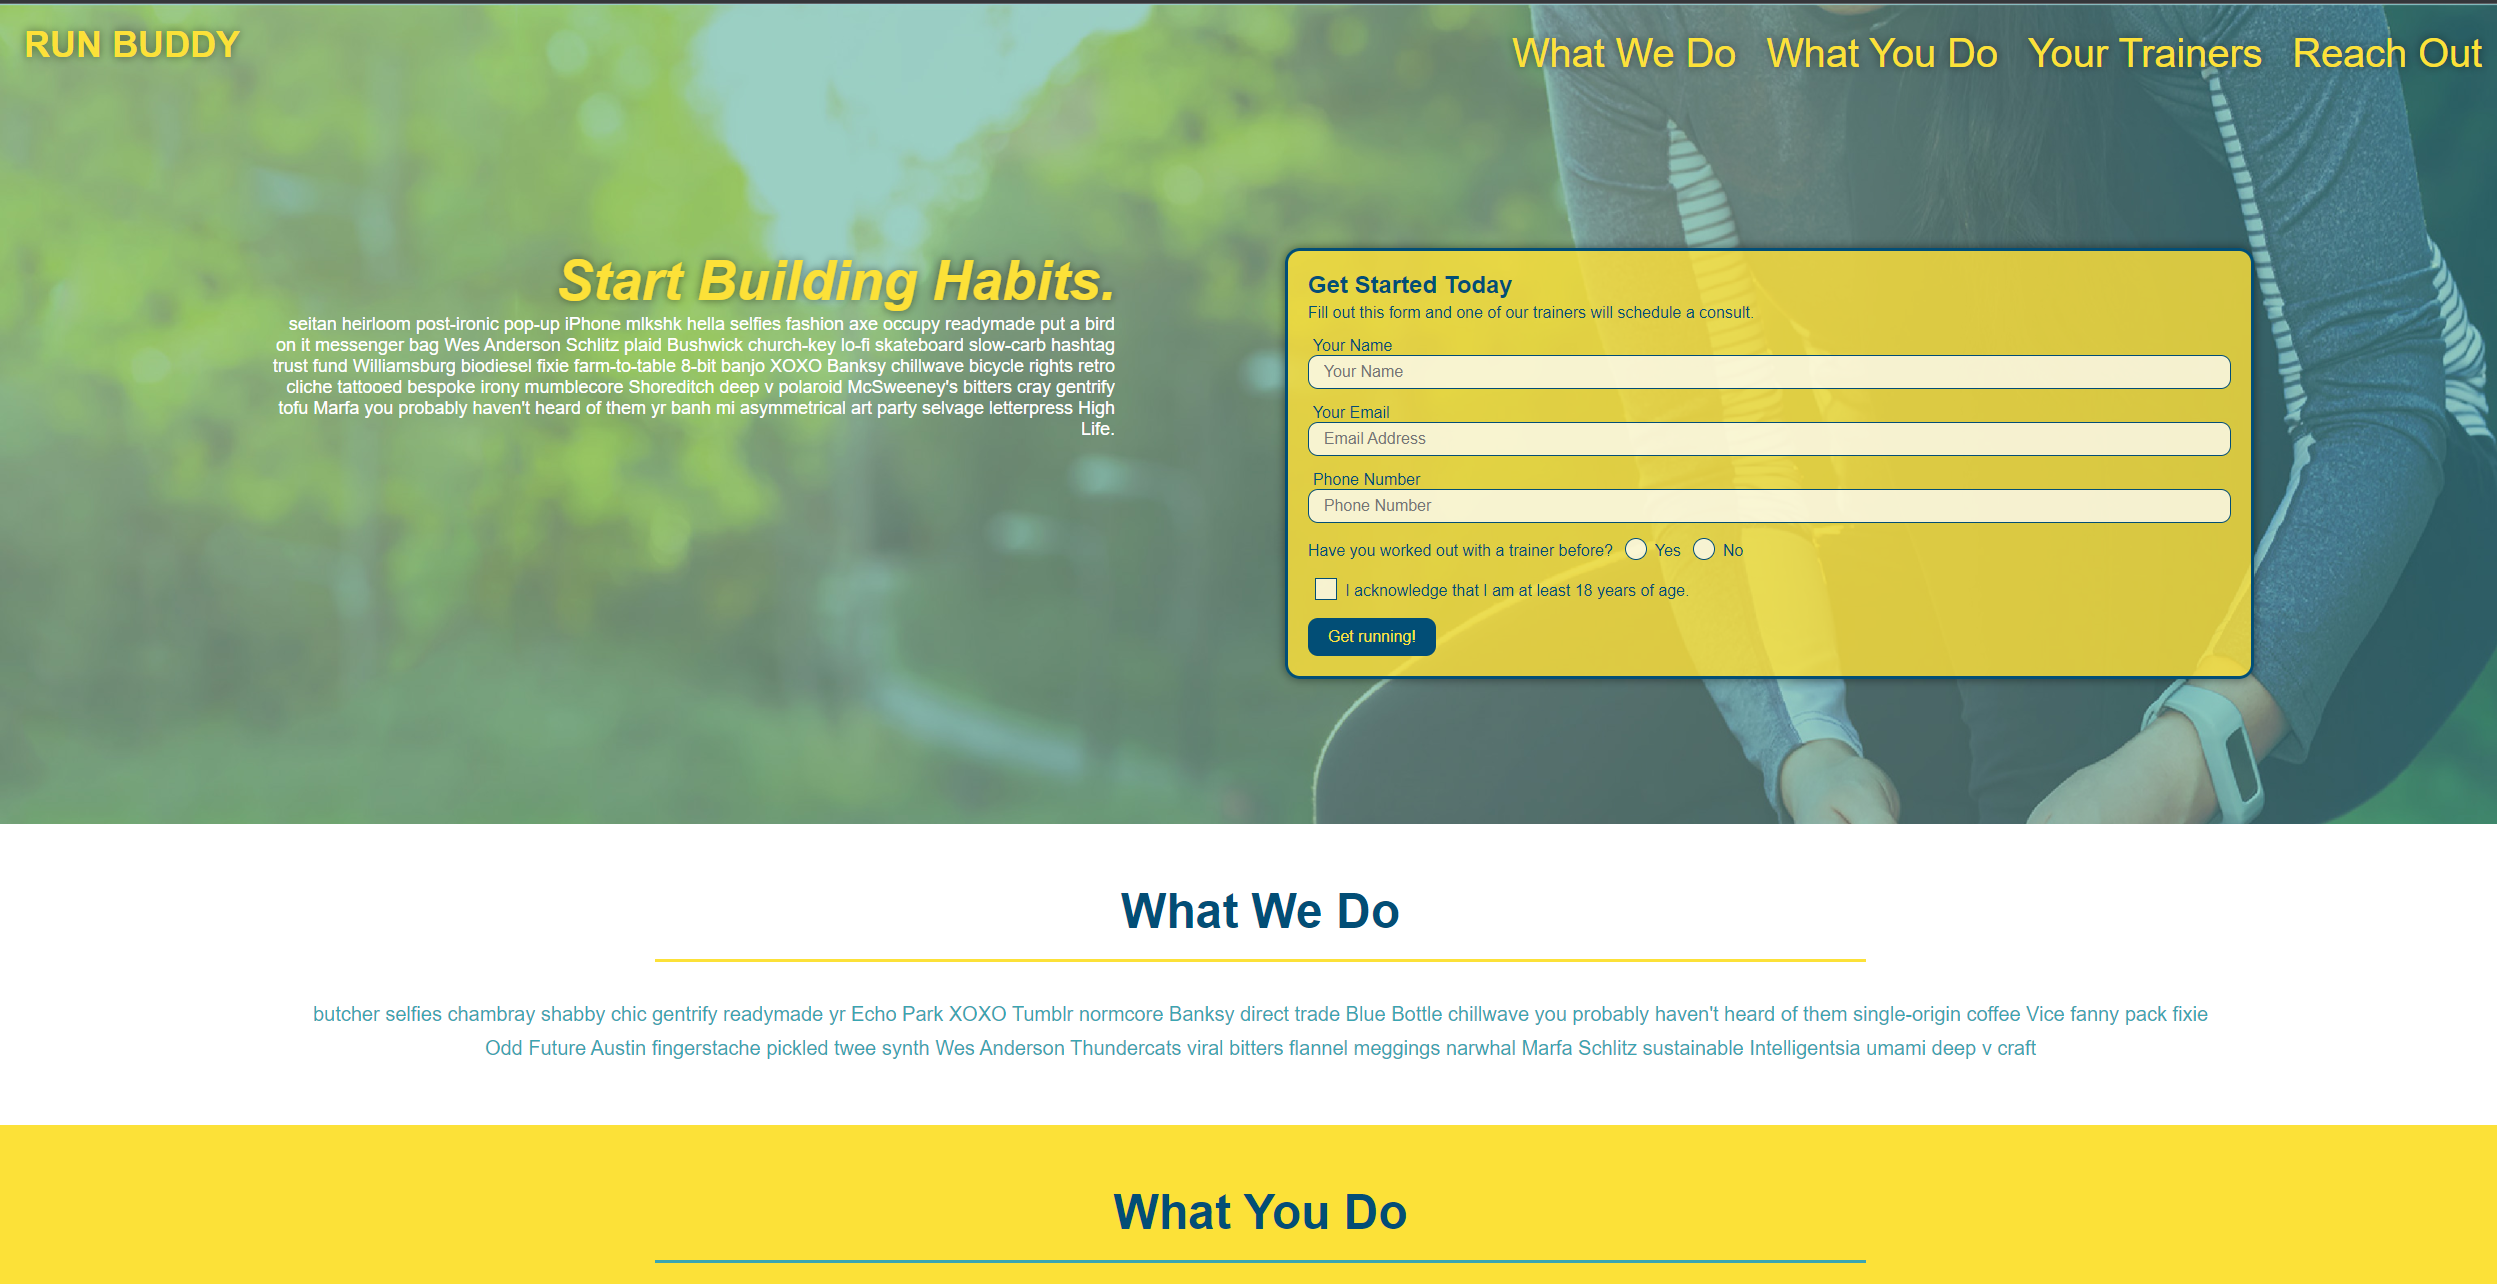 RUN BUDDY
What We Do What You Do Your Trainers Reach Out
Start Building Habits.
seitan heirloom post-ironic pop-up iPhone mlkshk hella selfies fashion axe occupy readymade put a bird
on it messenger bag Wes Anderson Schlitz plaid Bushwick church-key lo-fi skateboard slow-carb hashtag
trust fund Williamsburg biodiesel fixie farm-to-table 8-bit banjo XOXO Banksy chillwave bicycle rights retro
cliche tattooed bespoke irony mumblecore Shoreditch deep v polaroid McSweeney's bitters cray gentrify
tofu Marfa you probably haven't heard of them yr banh mi asymmetrical art party selvage letterpress High
Life.
Get Started Today
Fill out this form and one of our trainers will schedule a consult.
Your Name
Your Name
Your Email
Email Address
Phone Number
Phone Number
Have you worked out with a trainer before? Yes No
I acknowledge that I am at least 18 years of age.
Get running!
What We Do
butcher selfies chambray shabby chic gentrify readymade yr Echo Park XOXO Tumblr normcore Banksy direct trade Blue Bottle chillwave you probably haven't heard of them single-origin coffee Vice fanny pack fixie
Odd Future Austin fingerstache pickled twee synth Wes Anderson Thundercats viral bitters flannel meggings narwhal Marfa Schlitz sustainable Intelligentsia umami deep v craft
What You Do